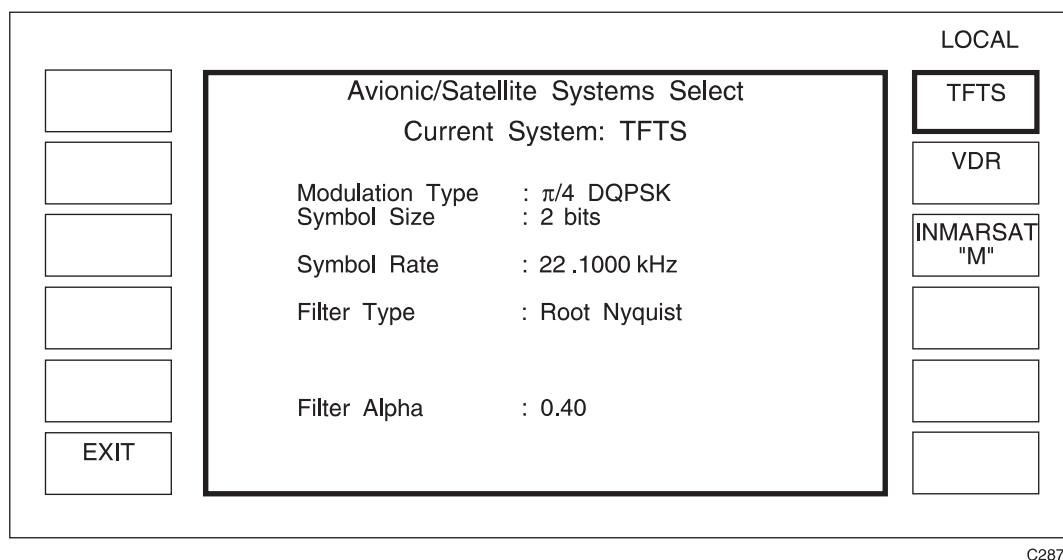 LOCAL
Avionic/Satellite Systems Select
Current System: TFTS
Modulation Type : π/4 DQPSK
Symbol Size : 2 bits
Symbol Rate : 22 .1000 kHz
Filter Type : Root Nyquist
Filter Alpha : 0.40
EXIT
TFTS
VDR
INMARSAT
"M"
C287